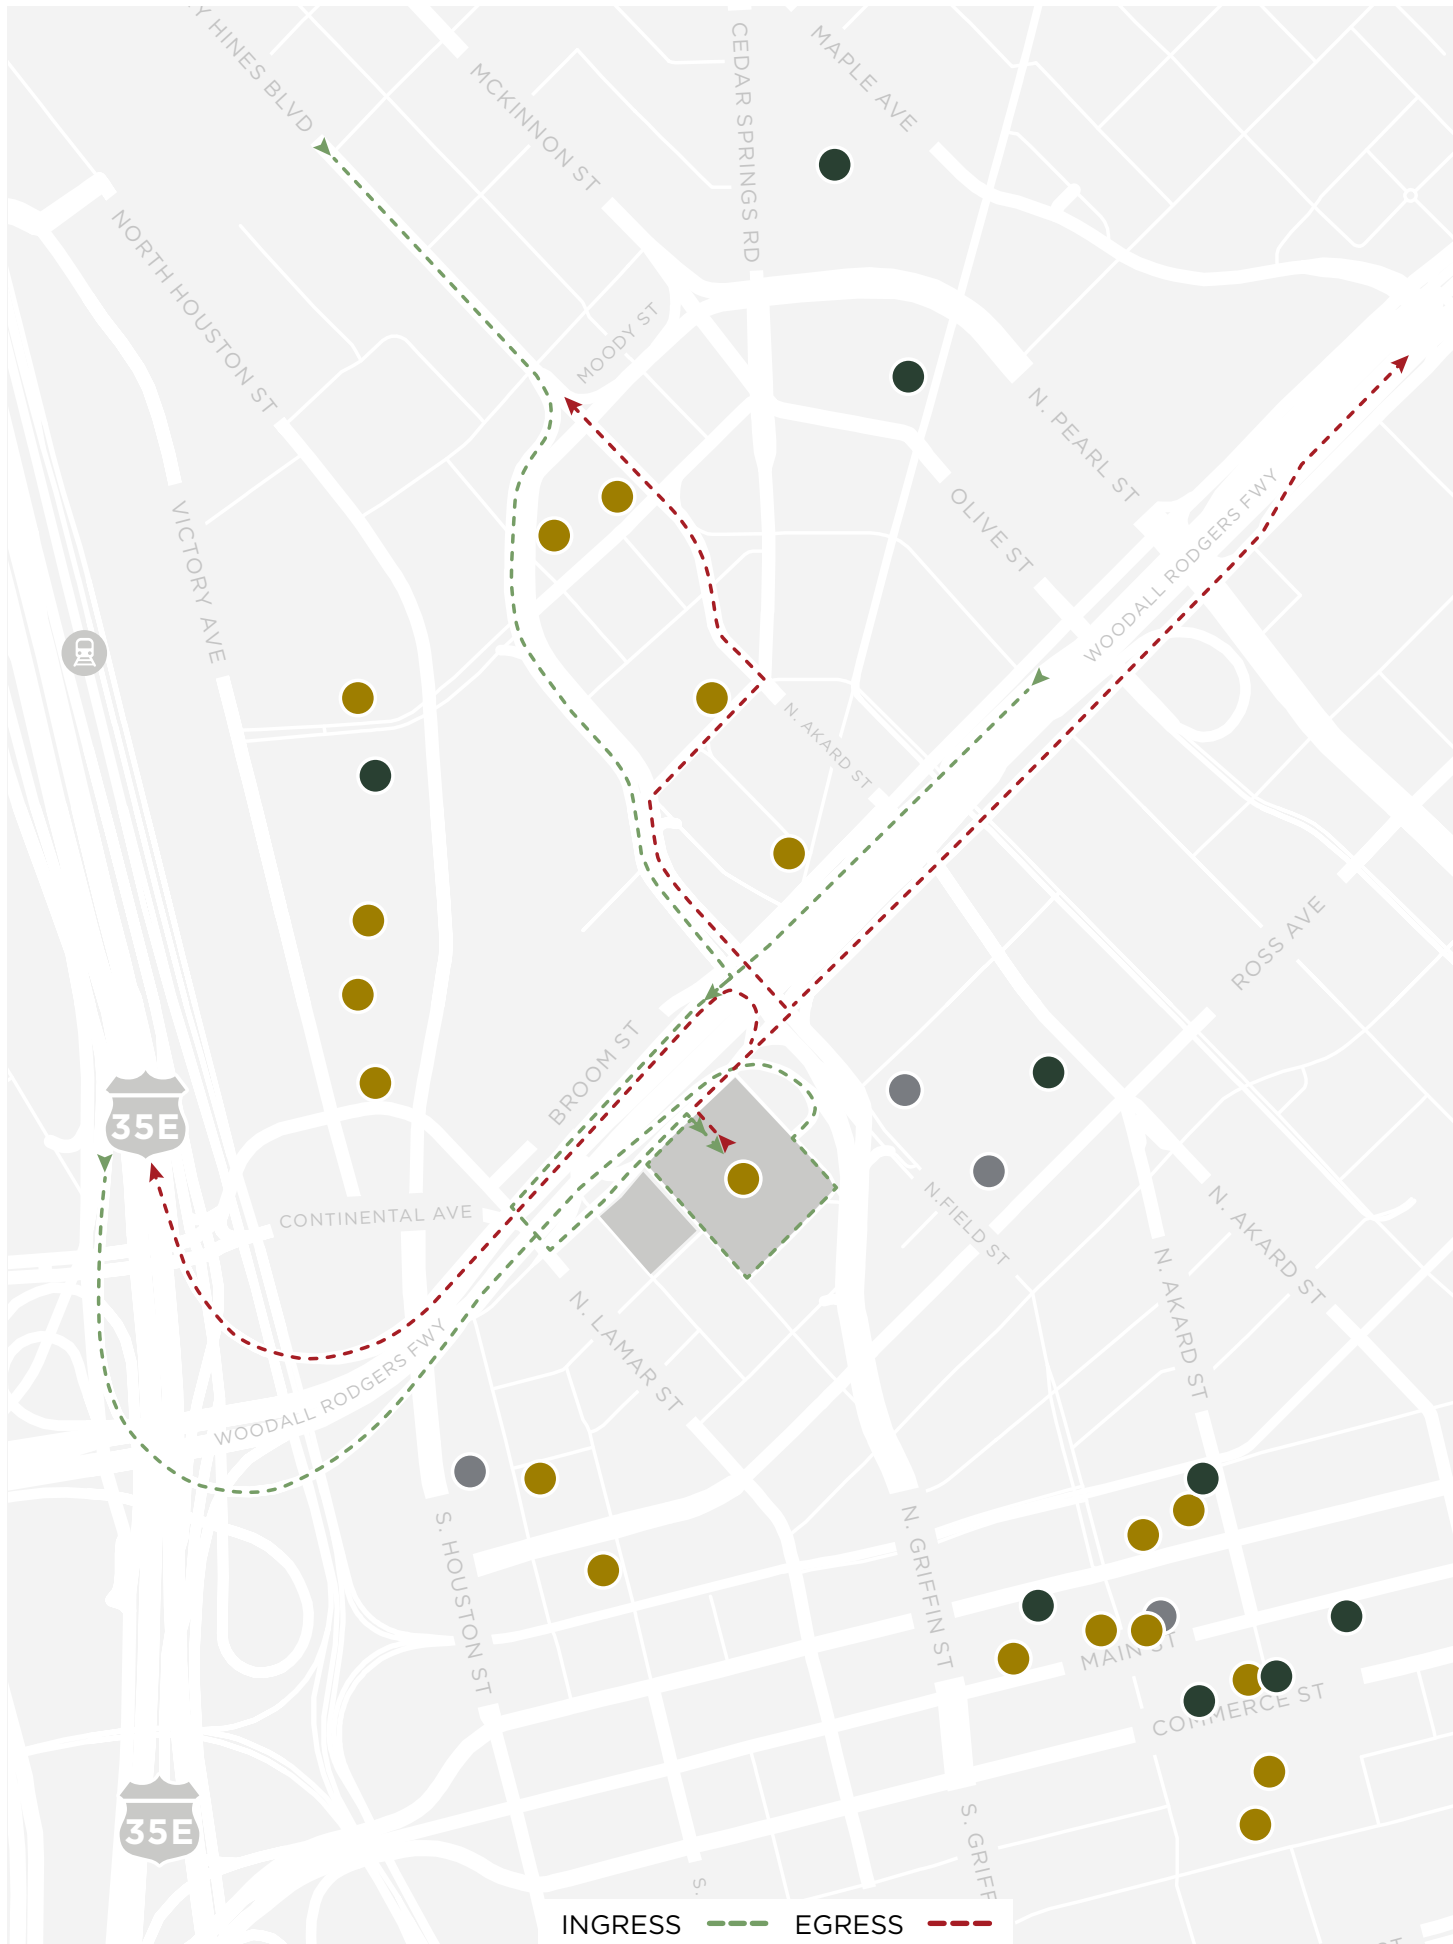 Y HINES BLVD
MCKINNON ST
CEDAR SPRINGS RD
MAPLE AVE
NORTH HOUSTON ST
MOODY ST
N. PEARL ST
VICTORY AVE
OLIVE ST
WOODALL RODGERS FWY
N. AKARD ST
ROSS AVE
BROOM ST
35E
CONTINENTAL AVE
N.FIELD ST
N. AKARD ST
N. AKARD ST
N. LAMAR ST
WOODALL RODGERS FWY
S. HOUSTON ST
N. GRIFFIN ST
MAIN ST
COMMERCE ST
35E
S. GRIFF
S.
ST
INGRESS
EGRESS